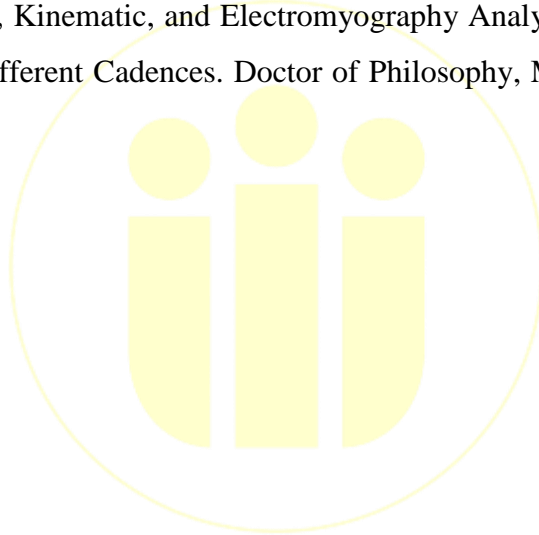 , Kinematic, and Electromyography Analy
fferent Cadences. Doctor of Philosophy, M